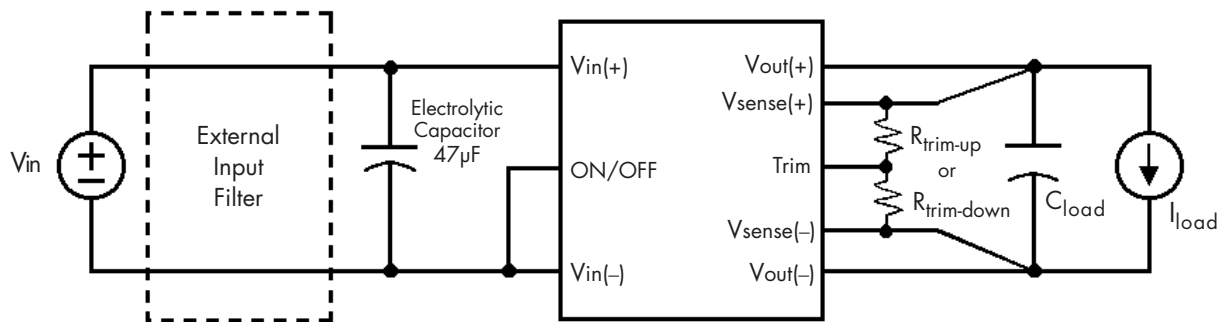 Vin
External
Input
Filter
Electrolytic
Capacitor
47µF
Vin(+)
ON/OFF
Vin(–)
Vout(+)
Vsense(+)
Trim
Vsense(–)
Vout(–)
Rtrim-up
or
Rtrim-down
Cload
Iload